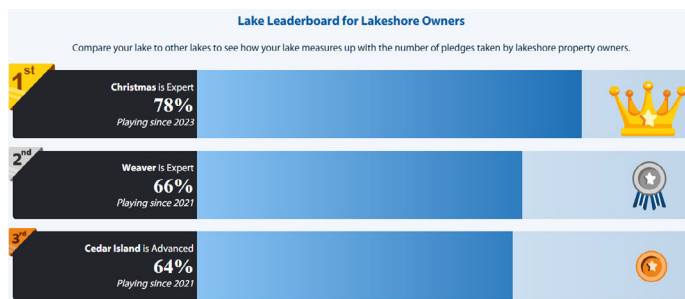 Lake Leaderboard for Lakeshore Owners
Compare your lake to other lakes to see how your lake measures up with the number of pledges taken by lakeshore property owners.
1st
Christmas is Expert
78%
Playing since 2023
2nd
Weaver is Expert
66%
Playing since 2021
3rd
Cedar Island is Advanced
64%
Playing since 2021